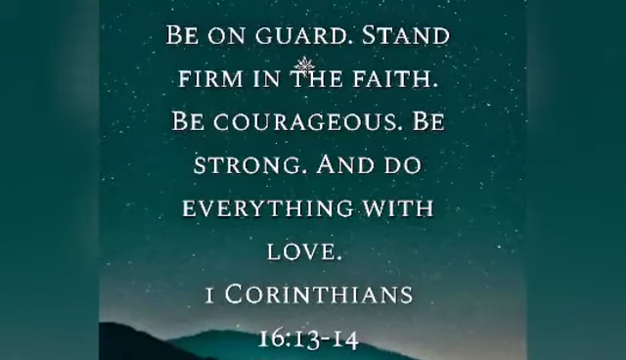 Be on guard. Stand
firm in the faith.
Be courageous. Be
strong. And do
everything with
love.
1 Corinthians
16:13-14